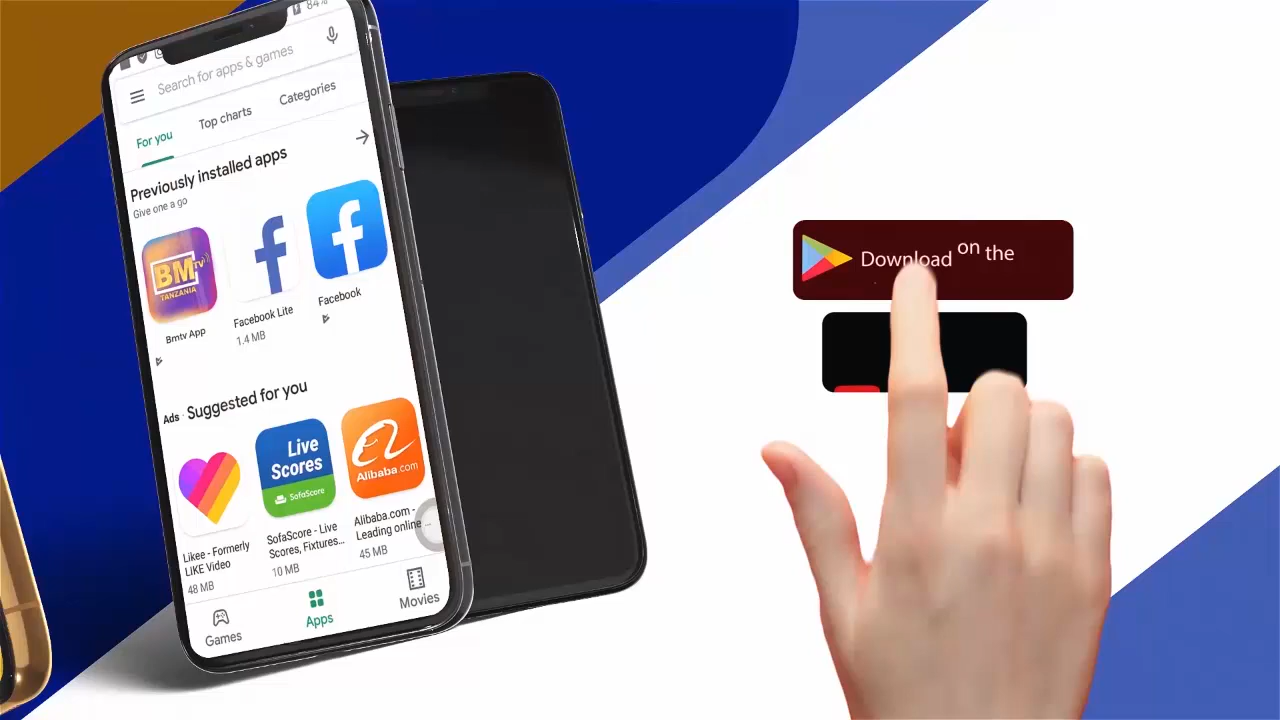 84%
Search for apps & games
For you
Top charts
Categories
Previously installed apps
Give one a go
BM TV
TANZANIA
Bmtv App
Facebook Lite
1.4 MB
Facebook
Ads · Suggested for you
Live
Scores
SofaScore
Alibaba.com
Likee - Formerly
LIKE Video
48 MB
SofaScore - Live
Scores, Fixtures...
10 MB
Alibaba.com -
Leading online
45 MB
Games
Apps
Movies
Download on the